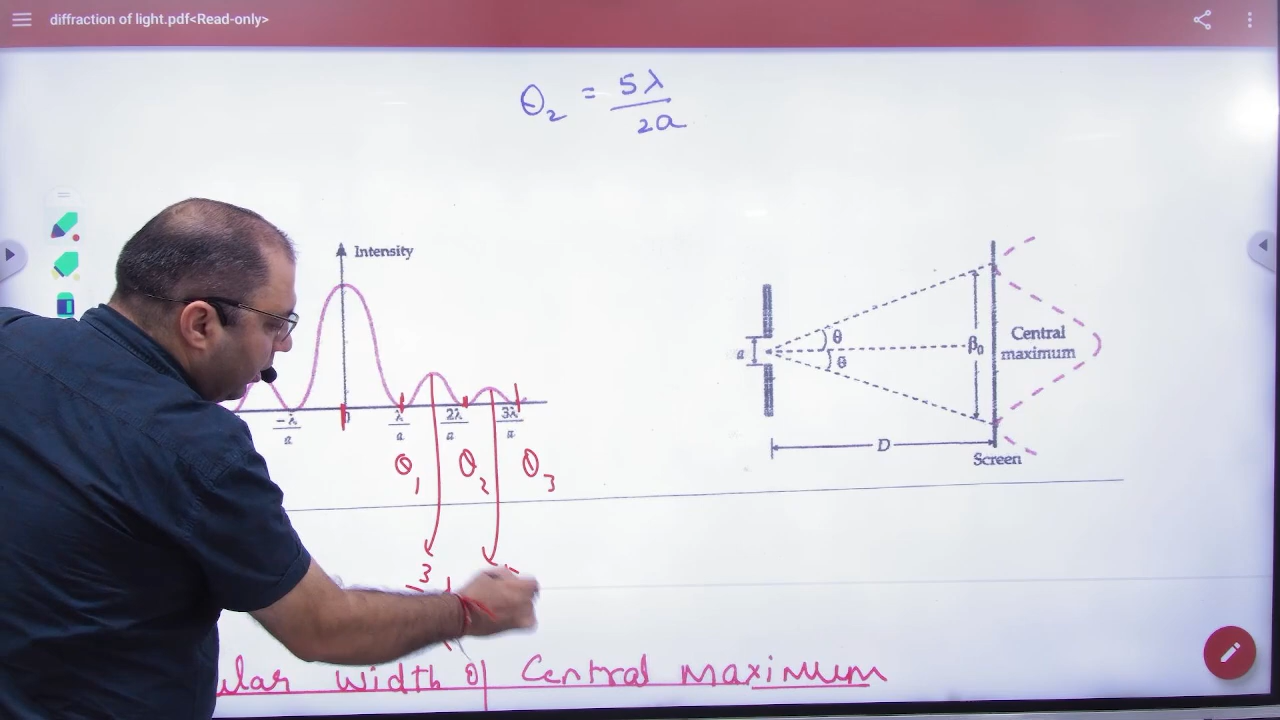 diffraction of light.pdf<Read-only>
θ₂ = 5λ/2a
Intensity
-λ/a 0 λ/a 2λ/a 3λ/a
θ₁ θ₂ θ₃
3
a θ θ β₀ Central maximum
D
Screen
ular width of Central maximum